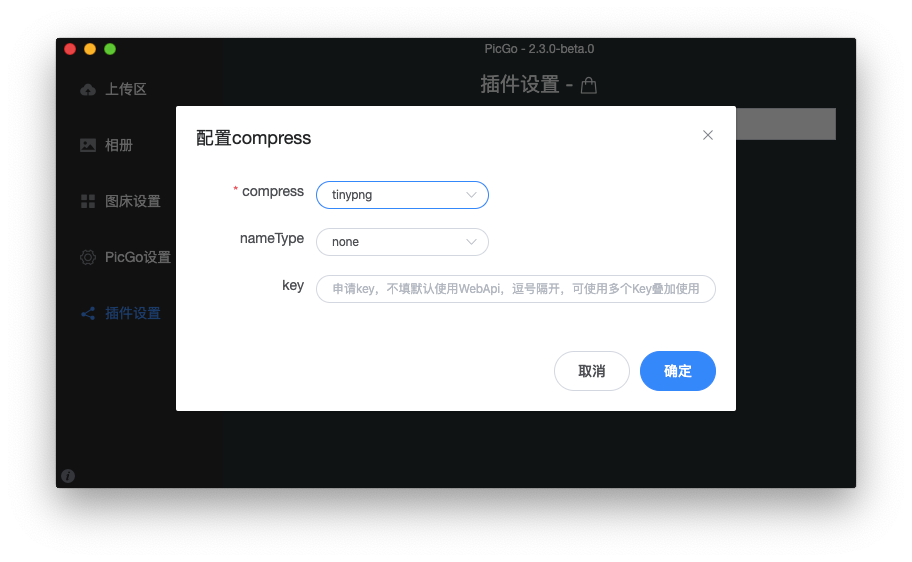 PicGo - 2.3.0-beta.0
上传区
插件设置 -
相册
图床设置
PicGo设置
插件设置
配置compress
* compress
tinypng
nameType
none
key
申请key，不填默认使用WebApi，逗号隔开，可使用多个Key叠加使用
取消
确定